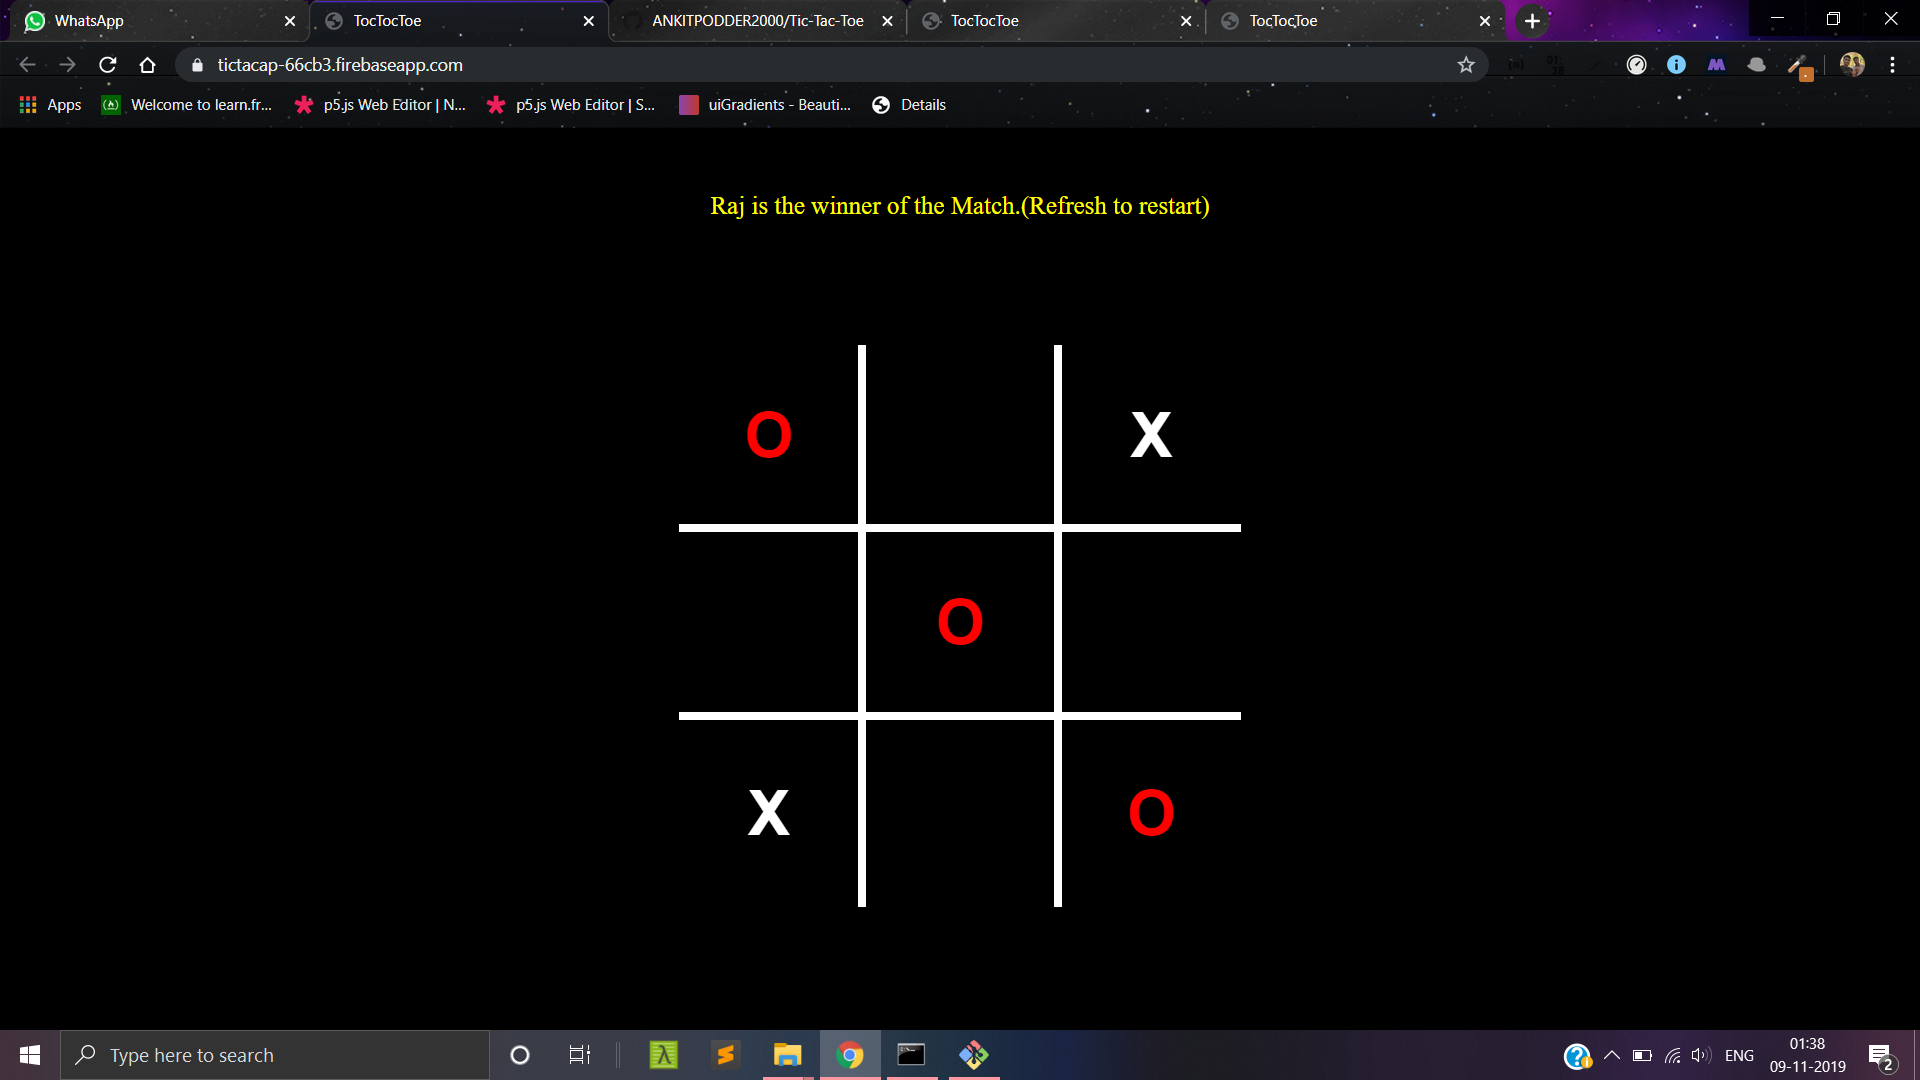 WhatsApp
TocTocToe
ANKITPODDER2000/Tic-Tac-Toe
TocTocToe
TocTocToe
tictacap-66cb3.firebaseapp.com
Apps
Welcome to learn.fr...
p5.js Web Editor | N...
p5.js Web Editor | S...
uiGradients - Beauti...
Details
Raj is the winner of the Match.(Refresh to restart)
O X
O
X O
Type here to search
ENG
01:38
09-11-2019
2